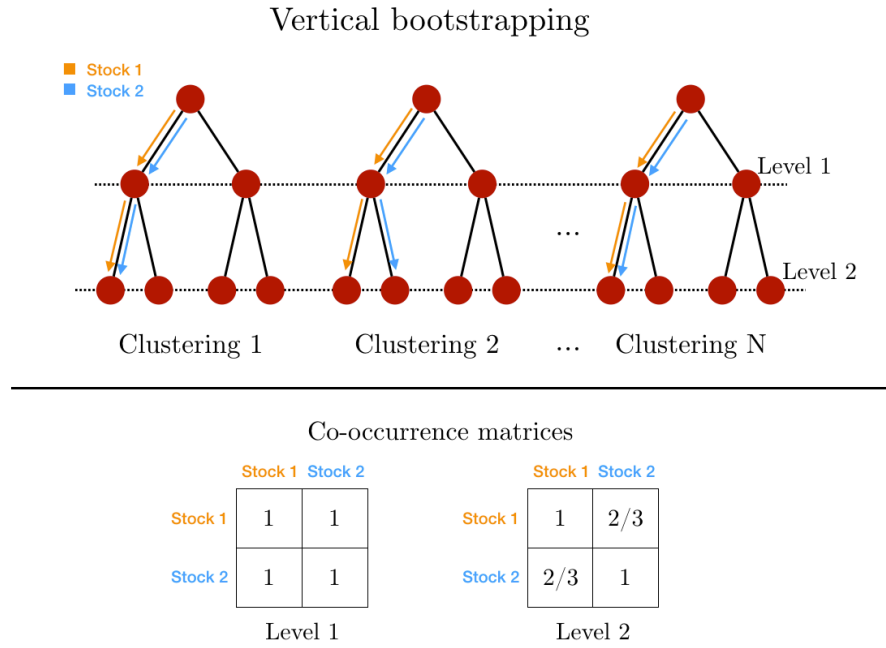 Vertical bootstrapping
Stock 1
Stock 2
Level 1
...
Level 2
Clustering 1
Clustering 2
...
Clustering N
Co-occurrence matrices
Stock 1 Stock 2
Stock 1 1 1
Stock 2 1 1
Level 1
Stock 1 Stock 2
Stock 1 1 2/3
Stock 2 2/3 1
Level 2